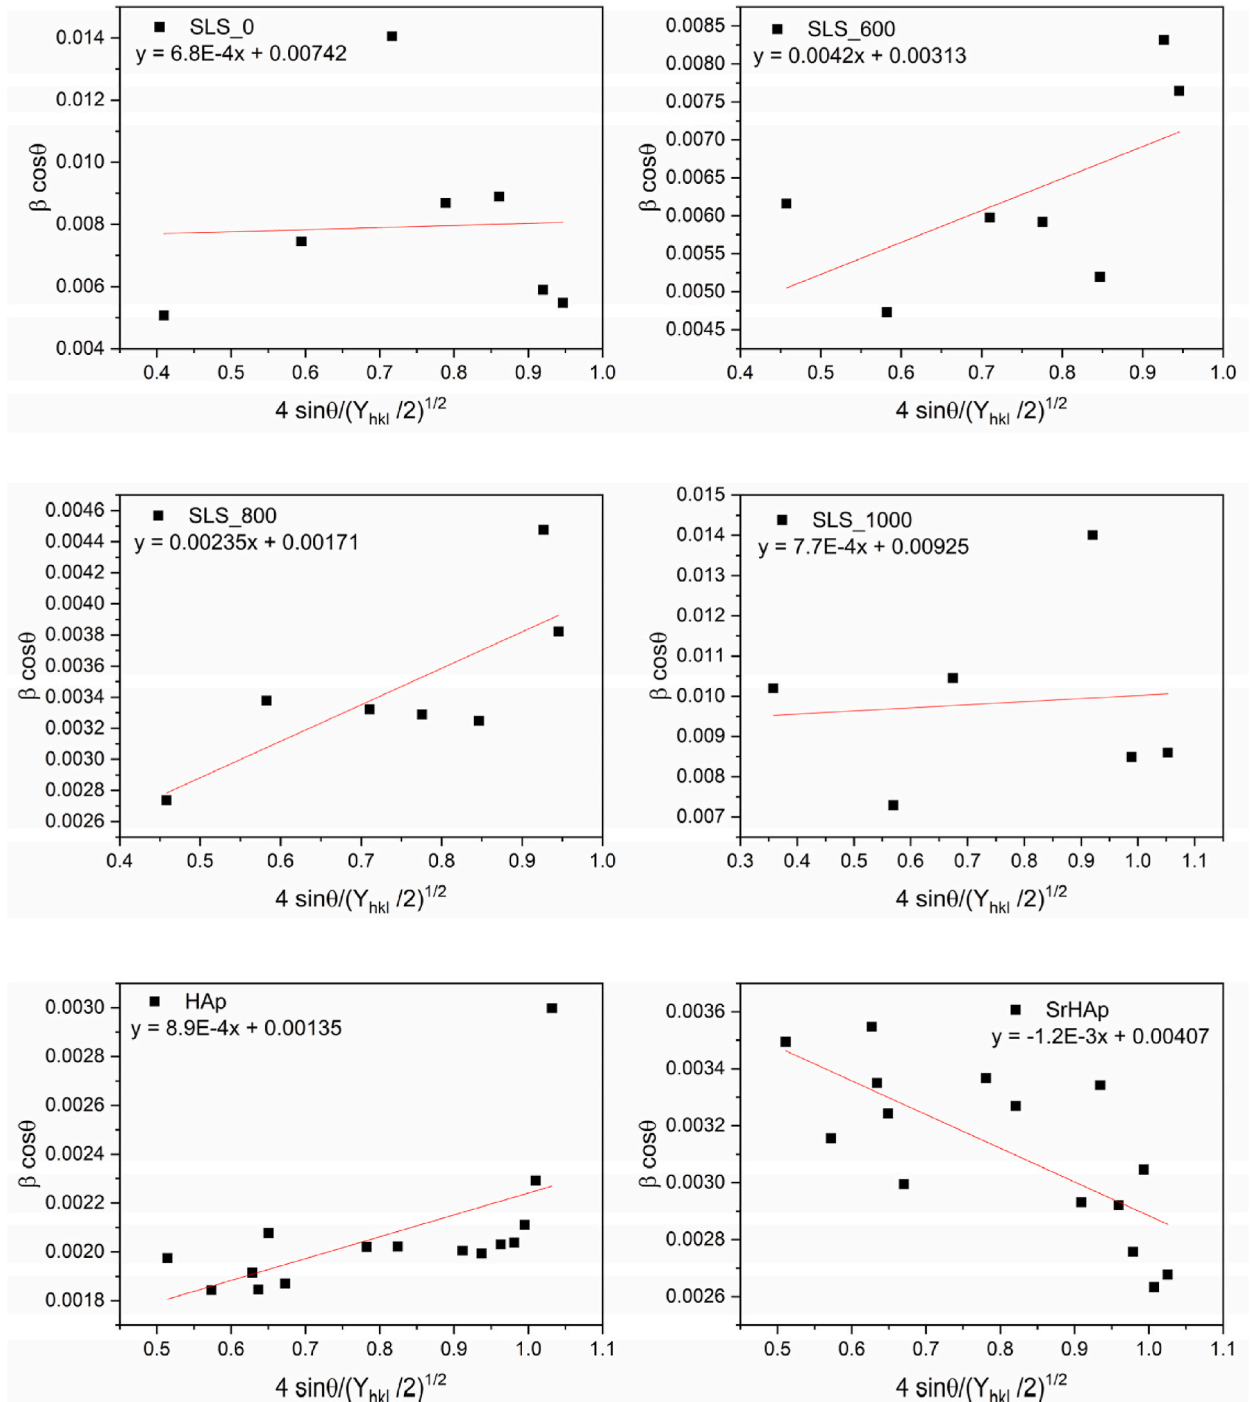 SLS_0
y = 6.8E-4x + 0.00742
0.014
0.012
0.010
0.008
0.006
0.004
β cosθ
0.4 0.5 0.6 0.7 0.8 0.9 1.0
4 sinθ/(Yhkl /2)1/2
SLS_600
y = 0.0042x + 0.00313
0.0085
0.0080
0.0075
0.0070
0.0065
0.0060
0.0055
0.0050
0.0045
β cosθ
0.4 0.5 0.6 0.7 0.8 0.9 1.0
4 sinθ/(Yhkl /2)1/2
SLS_800
y = 0.00235x + 0.00171
0.0046
0.0044
0.0042
0.0040
0.0038
0.0036
0.0034
0.0032
0.0030
0.0028
0.0026
β cosθ
0.4 0.5 0.6 0.7 0.8 0.9 1.0
4 sinθ/(Yhkl /2)1/2
SLS_1000
y = 7.7E-4x + 0.00925
0.015
0.014
0.013
0.012
0.011
0.010
0.009
0.008
0.007
β cosθ
0.3 0.4 0.5 0.6 0.7 0.8 0.9 1.0 1.1
4 sinθ/(Yhkl /2)1/2
HAp
y = 8.9E-4x + 0.00135
0.0030
0.0028
0.0026
0.0024
0.0022
0.0020
0.0018
β cosθ
0.5 0.6 0.7 0.8 0.9 1.0 1.1
4 sinθ/(Yhkl /2)1/2
SrHAp
y = -1.2E-3x + 0.00407
0.0036
0.0034
0.0032
0.0030
0.0028
0.0026
β cosθ
0.5 0.6 0.7 0.8 0.9 1.0 1.1
4 sinθ/(Yhkl /2)1/2